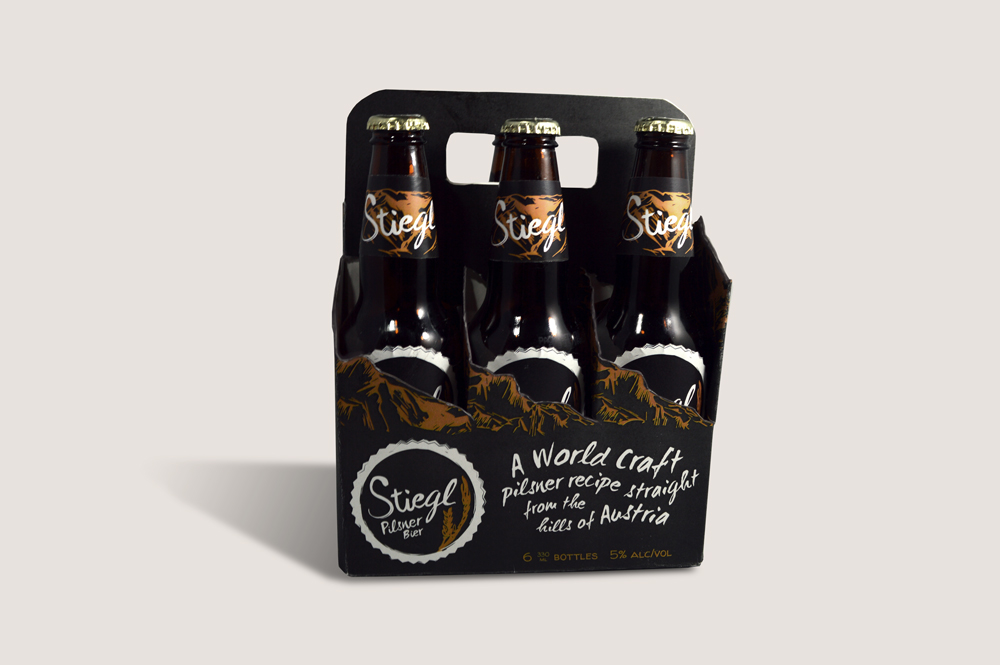 Stiegl
Stiegl
Stiegl
Stiegl
Pilsner
Bier
A World Craft
pilsner recipe straight
from the
hills of Austria
6 330 ML BOTTLES 5% ALC/VOL